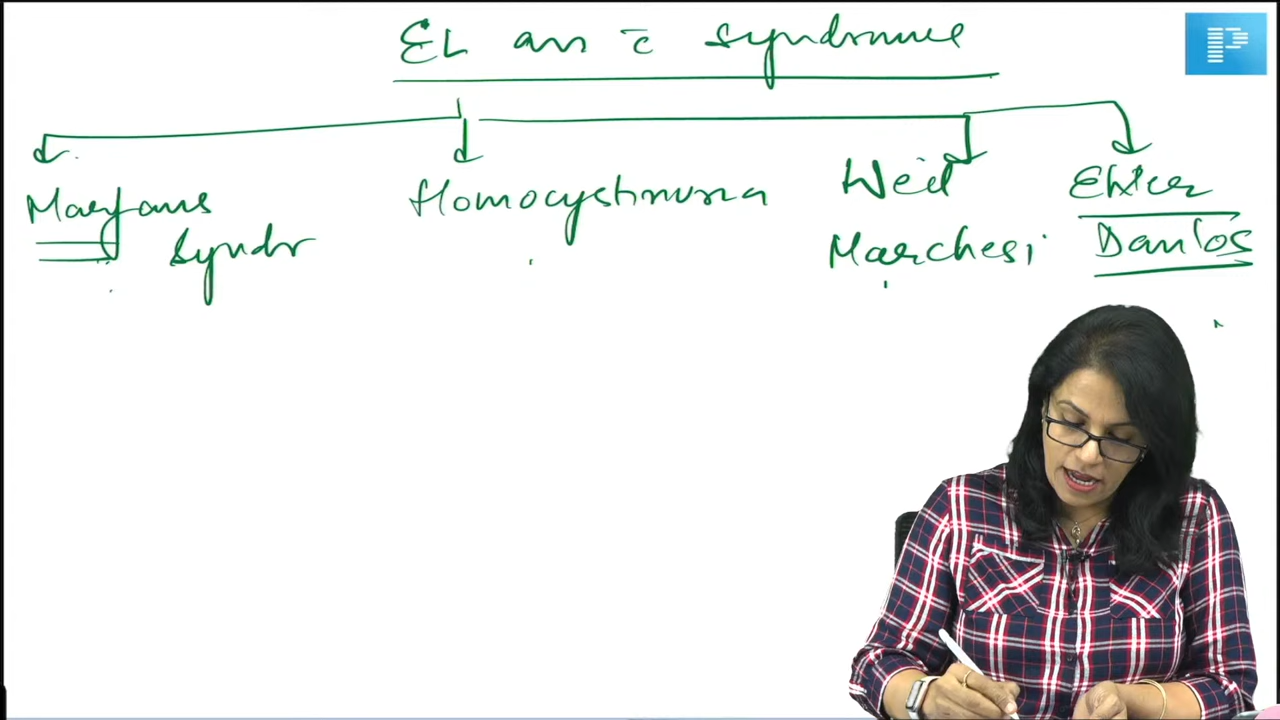 EL an c̄ syndrome
Marfans
Syndr
Homocystinuria
Weil
Marchesi
Ehler
Danlos
P